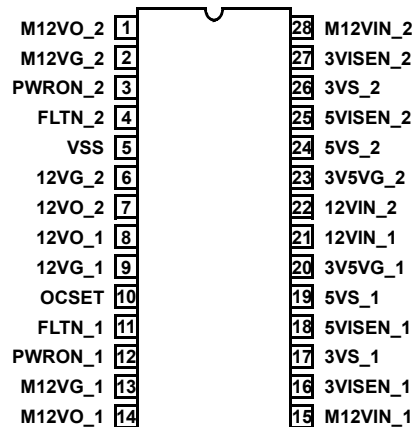 M12VO_2 1 28 M12VIN_2
M12VG_2 2 27 3VISEN_2
PWRON_2 3 26 3VS_2
FLTN_2 4 25 5VISEN_2
VSS 5 24 5VS_2
12VG_2 6 23 3V5VG_2
12VO_2 7 22 12VIN_2
12VO_1 8 21 12VIN_1
12VG_1 9 20 3V5VG_1
OCSET 10 19 5VS_1
FLTN_1 11 18 5VISEN_1
PWRON_1 12 17 3VS_1
M12VG_1 13 16 3VISEN_1
M12VO_1 14 15 M12VIN_1